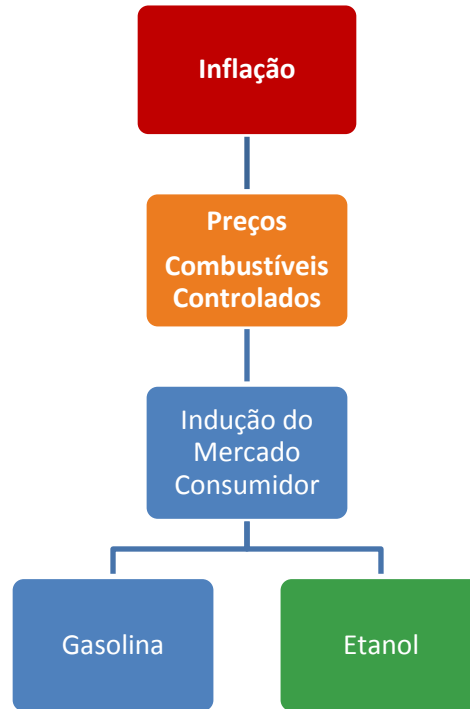 Inflação
Preços
Combustíveis
Controlados
Indução do
Mercado
Consumidor
Gasolina
Etanol